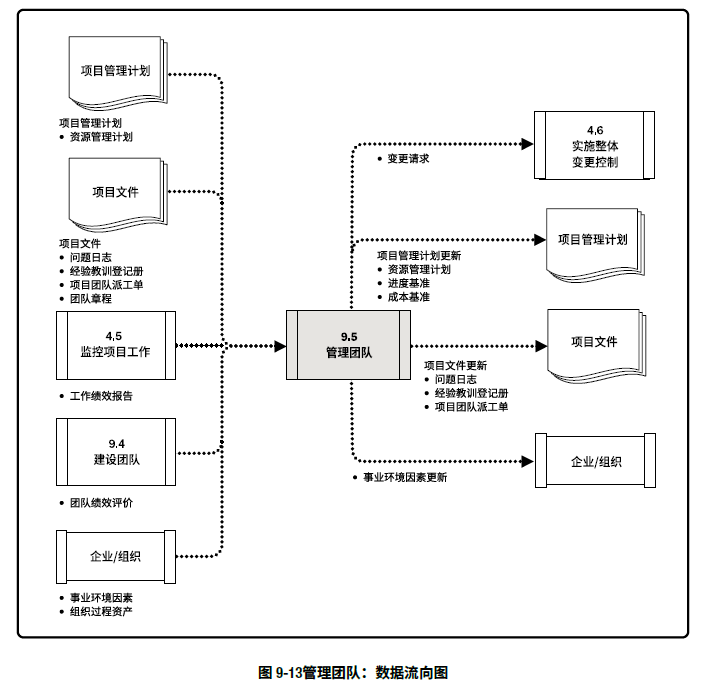 项目管理计划
项目管理计划
• 资源管理计划
项目文件
项目文件
• 问题日志
• 经验教训登记册
• 项目团队派工单
• 团队章程
4.5
监控项目工作
• 工作绩效报告
9.4
建设团队
• 团队绩效评价
企业/组织
• 事业环境因素
• 组织过程资产
9.5
管理团队
4.6
实施整体
变更控制
• 变更请求
项目管理计划
项目管理计划更新
• 资源管理计划
• 进度基准
• 成本基准
项目文件
项目文件更新
• 问题日志
• 经验教训登记册
• 项目团队派工单
企业/组织
• 事业环境因素更新
图 9-13管理团队：数据流向图